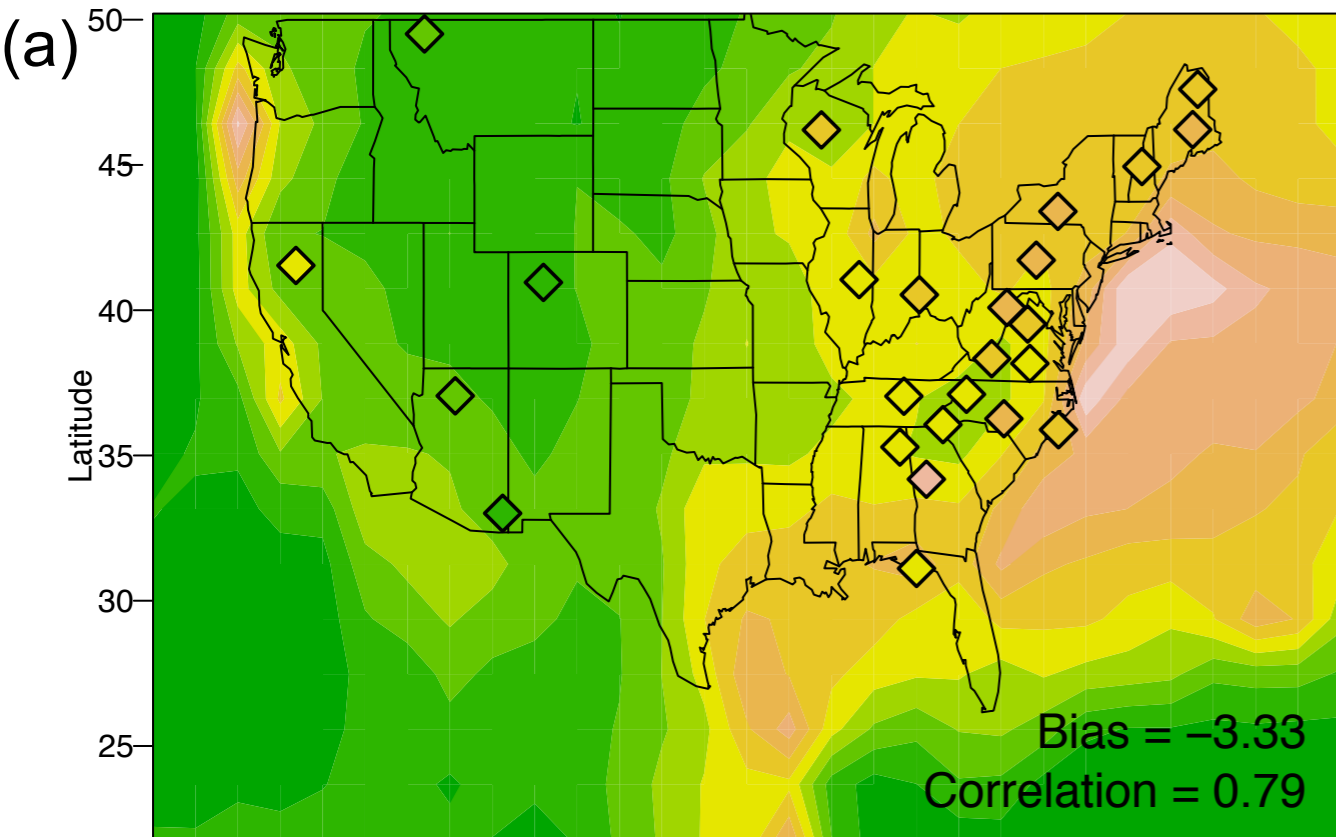 (a)
50
45
40
35
30
25
Latitude
Bias = −3.33
Correlation = 0.79